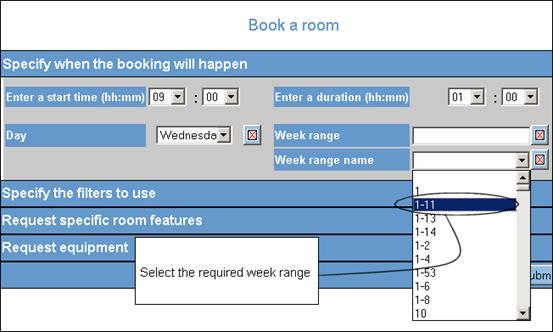 Book a room
Specify when the booking will happen
Enter a start time (hh:mm) 09 : 00 Enter a duration (hh:mm) 01 : 00
Day Wednesda Week range
Week range name
1
1-11
1-13
1-14
1-2
1-4
1-53
1-6
1-8
10
Specify the filters to use
Request specific room features
Request equipment
Select the required week range
ubm